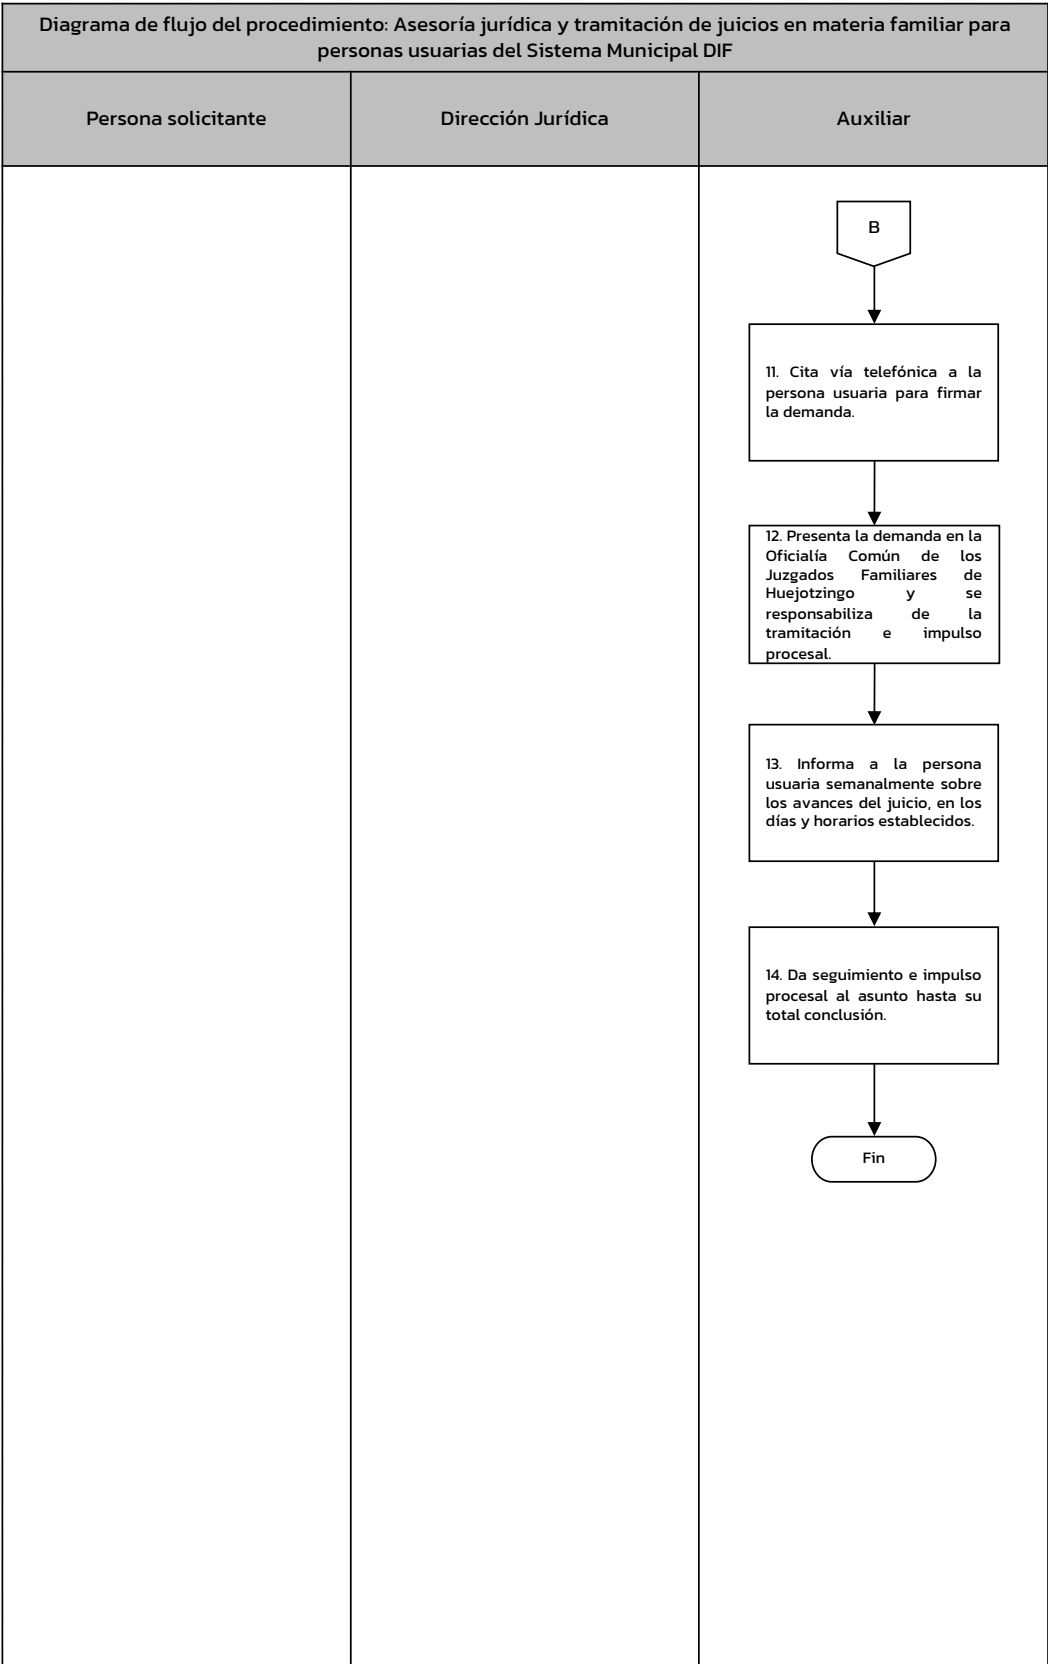 Diagrama de flujo del procedimiento: Asesoría jurídica y tramitación de juicios en materia familiar para
personas usuarias del Sistema Municipal DIF
Persona solicitante
Dirección Jurídica
Auxiliar
B
11. Cita vía telefónica a la
persona usuaria para firmar
la demanda.
12. Presenta la demanda en la
Oficialía Común de los
Juzgados Familiares de
Huejotzingo y se
responsabiliza de la
tramitación e impulso
procesal.
13. Informa a la persona
usuaria semanalmente sobre
los avances del juicio, en los
días y horarios establecidos.
14. Da seguimiento e impulso
procesal al asunto hasta su
total conclusión.
Fin